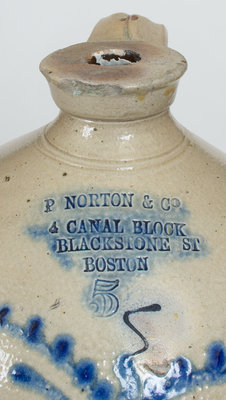 P NORTON & Co
4 CANAL BLOCK
BLACKSTONE ST
BOSTON
5